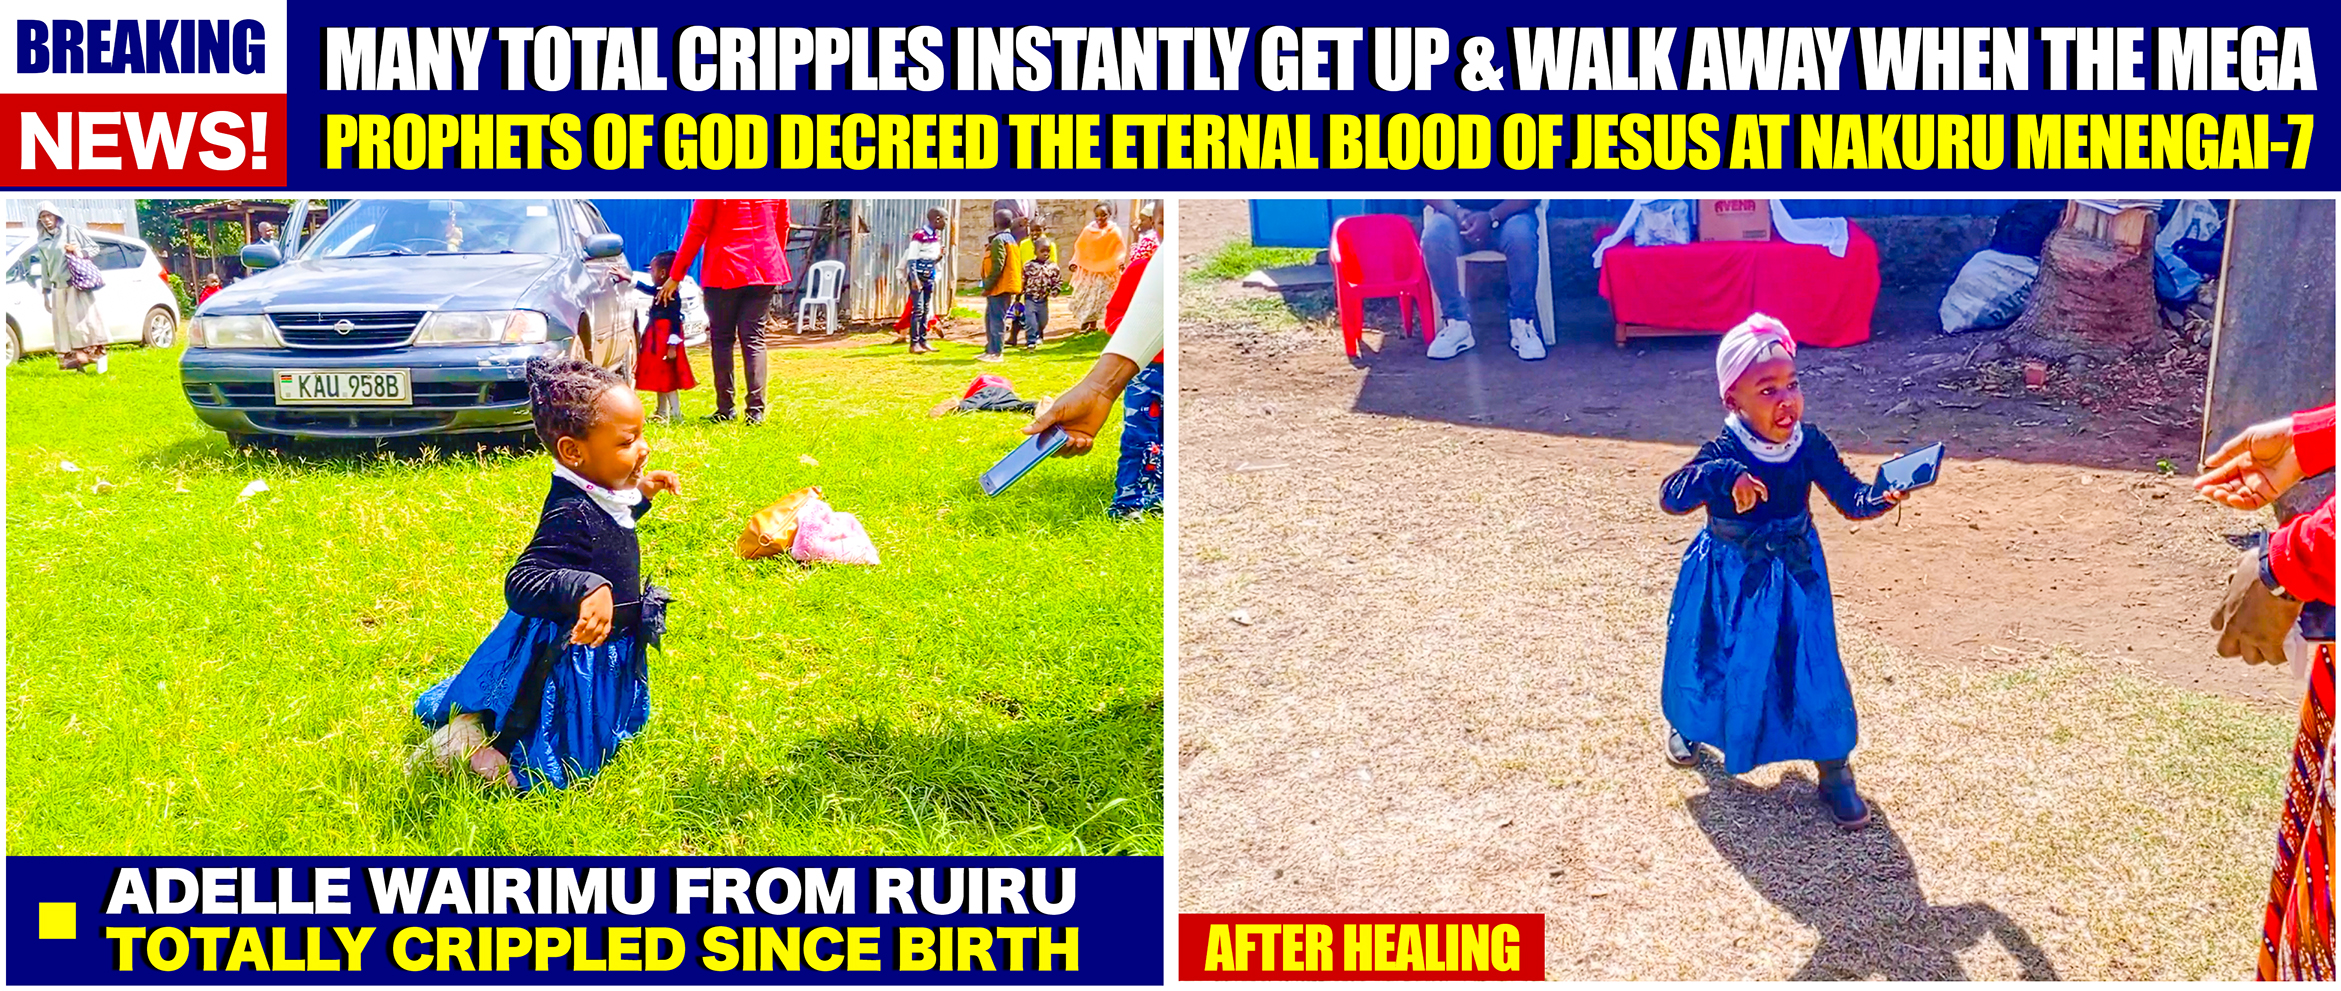 BREAKING
NEWS!
MANY TOTAL CRIPPLES INSTANTLY GET UP & WALK AWAY WHEN THE MEGA
PROPHETS OF GOD DECREED THE ETERNAL BLOOD OF JESUS AT NAKURU MENENGAI-7
KAU 958B
AVENA
ADELLE WAIRIMU FROM RUIRU
TOTALLY CRIPPLED SINCE BIRTH
AFTER HEALING